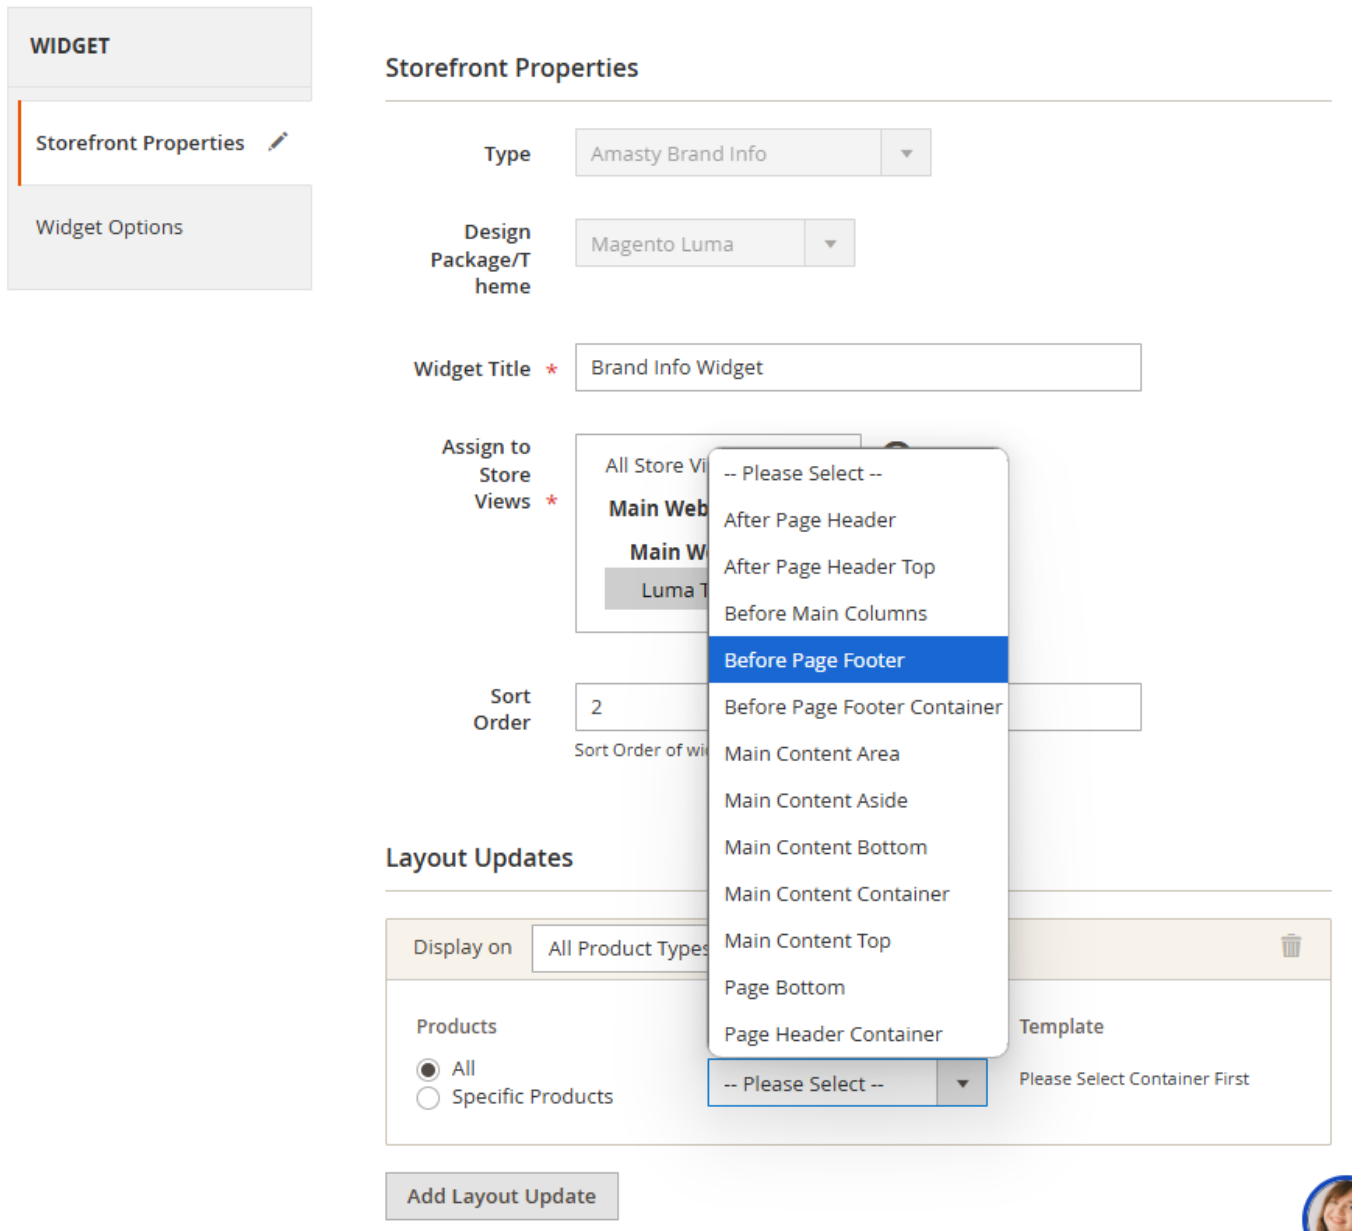 WIDGET
Storefront Properties
Widget Options
Storefront Properties
Type
Amasty Brand Info
Design
Package/T
heme
Magento Luma
Widget Title *
Brand Info Widget
Assign to
Store
Views *
All Store
Main
Main
Luma
-- Please Select --
After Page Header
After Page Header Top
Before Main Columns
Before Page Footer
Before Page Footer Container
Main Content Area
Main Content Aside
Main Content Bottom
Main Content Container
Main Content Top
Page Bottom
Page Header Container
Sort
Order
2
Sort Order of
Layout Updates
Display on
All Product Types
Products
All
Specific Products
-- Please Select --
Template
Please Select Container First
Add Layout Update